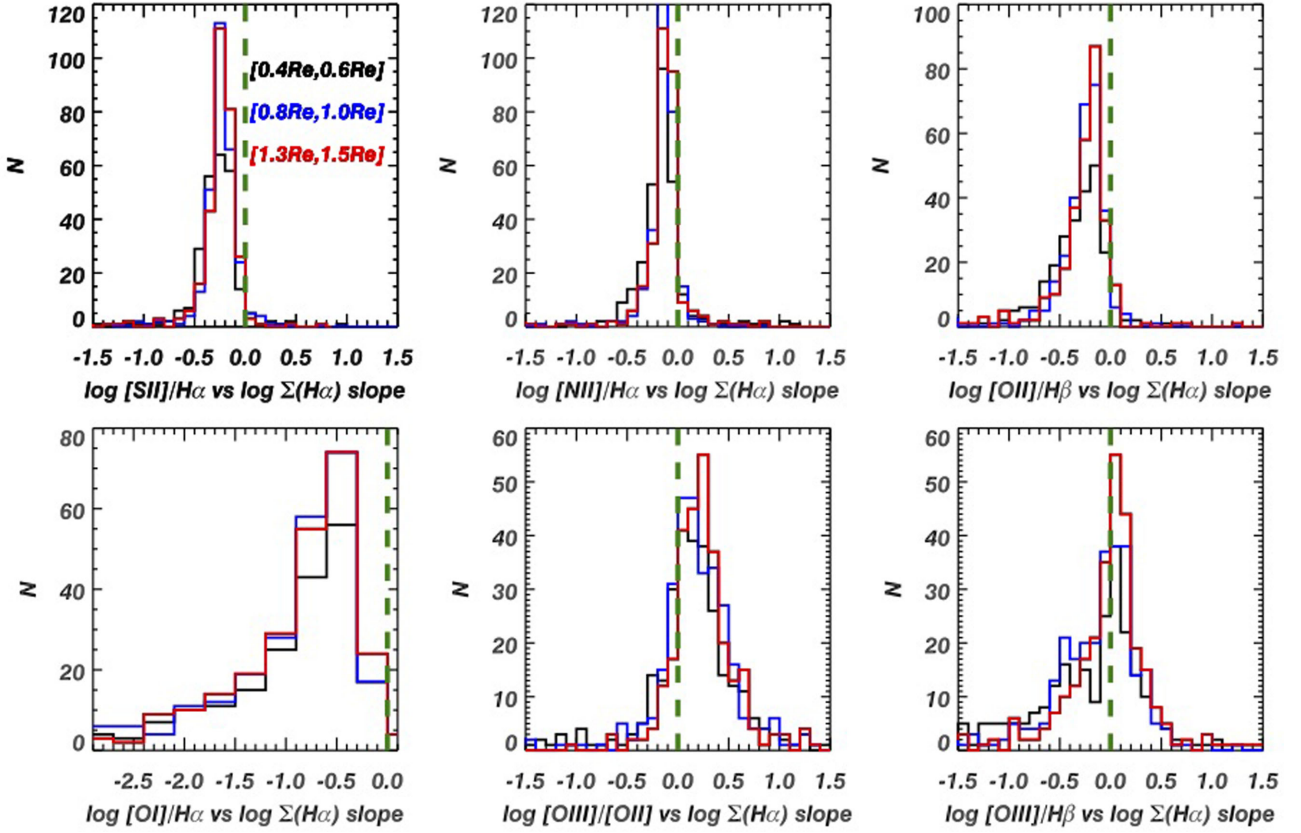 120
100
80
60
40
20
0
N
[0.4Re,0.6Re]
[0.8Re,1.0Re]
[1.3Re,1.5Re]
-1.5 -1.0 -0.5 0.0 0.5 1.0 1.5
log [SII]/Hα vs log Σ(Hα) slope
120
100
80
60
40
20
0
N
-1.5 -1.0 -0.5 0.0 0.5 1.0 1.5
log [NII]/Hα vs log Σ(Hα) slope
100
80
60
40
20
0
N
-1.5 -1.0 -0.5 0.0 0.5 1.0 1.5
log [OII]/Hβ vs log Σ(Hα) slope
80
60
40
20
0
N
-2.5 -2.0 -1.5 -1.0 -0.5 0.0
log [OI]/Hα vs log Σ(Hα) slope
60
50
40
30
20
10
0
N
-1.5 -1.0 -0.5 0.0 0.5 1.0 1.5
log [OIII]/[OII] vs log Σ(Hα) slope
60
50
40
30
20
10
0
N
-1.5 -1.0 -0.5 0.0 0.5 1.0 1.5
log [OIII]/Hβ vs log Σ(Hα) slope